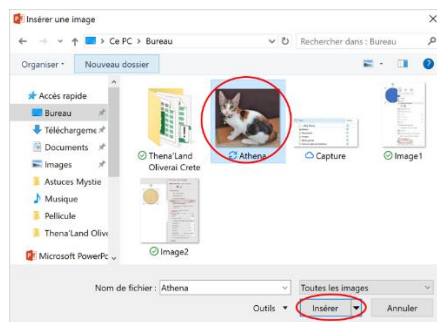 Insérer une image
Ce PC > Bureau
Rechercher dans : Bureau
Organiser
Nouveau dossier
Accès rapide
Bureau
Téléchargeme
Documents
Images
Astuces Mystie
Musique
Pellicule
Thena'Land Olive
Microsoft PowerPc
Thena'Land
Oliverai Crete
Athena
Capture
Image1
Image2
Nom de fichier : Athena
Toutes les images
Outils
Insérer
Annuler